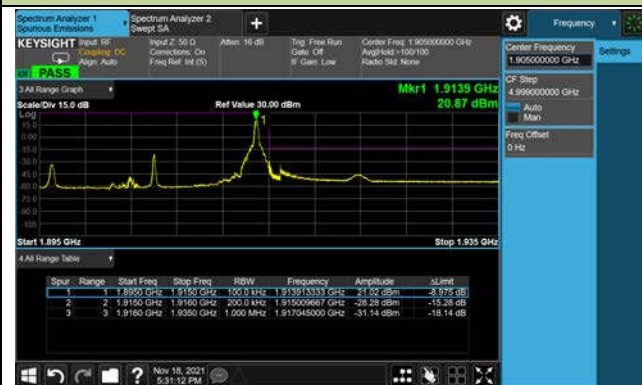 Spectrum Analyzer 1
Spurious Emissions
Spectrum Analyzer 2
Swept SA
+
Frequency
KEYSIGHT
Input: RF
Coupling: DC
Align: Auto
Input Z: 50 Ω
Corrections: On
Freq Ref: Int (S)
Atten: 16 dB
Trig: Free Run
Gate: Off
IF Gain: Low
Center Freq: 1.905000000 GHz
Avg|Hold:>100/100
Radio Std: None
PASS
3 All Range Graph
Scale/Div 15.0 dB
Ref Value 30.00 dBm
Mkr1 1.9139 GHz
20.87 dBm
Log
15.0
0.00
-15.0
-30.0
-45.0
-60.0
-75.0
-90.0
-105
1
Start 1.895 GHz
Stop 1.935 GHz
4 All Range Table
Spur Range Start Freq Stop Freq RBW Frequency Amplitude ΔLimit
1 1 1.8950 GHz 1.9150 GHz 100.0 kHz 1.913913333 GHz 21.02 dBm -8.975 dB
2 2 1.9150 GHz 1.9160 GHz 200.0 kHz 1.915009667 GHz -28.28 dBm -15.28 dB
3 3 1.9160 GHz 1.9350 GHz 1.000 MHz 1.917045000 GHz -31.14 dBm -18.14 dB
Center Frequency
1.905000000 GHz
Settings
CF Step
4.999000000 GHz
Auto
Man
Freq Offset
0 Hz
?
Nov 18, 2021
5:31:12 PM